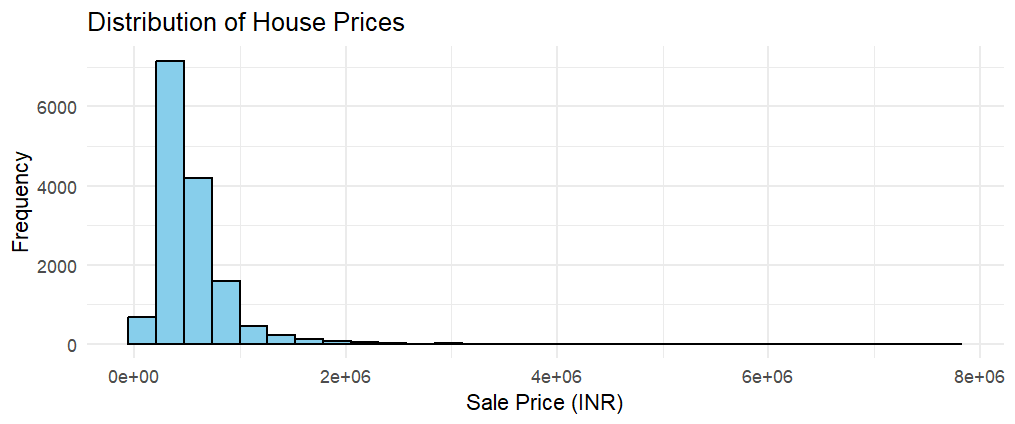 Distribution of House Prices
Frequency
6000
4000
2000
0
0e+00 2e+06 4e+06 6e+06 8e+06
Sale Price (INR)